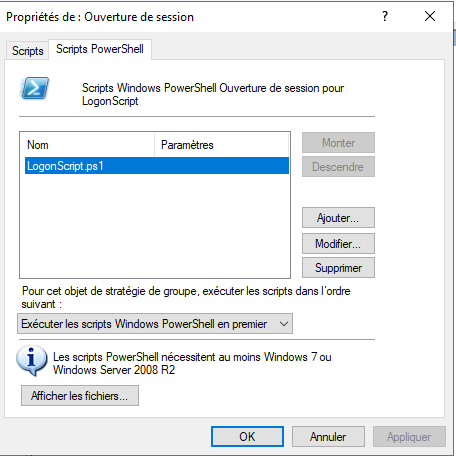 Propriétés de : Ouverture de session
Scripts
Scripts PowerShell
Scripts Windows PowerShell Ouverture de session pour
LogonScript
Nom
Paramètres
LogonScript.ps1
Monter
Descendre
Ajouter...
Modifier...
Supprimer
Pour cet objet de stratégie de groupe, exécuter les scripts dans l'ordre
suivant :
Exécuter les scripts Windows PowerShell en premier
Les scripts PowerShell nécessitent au moins Windows 7 ou
Windows Server 2008 R2
Afficher les fichiers...
OK
Annuler
Appliquer